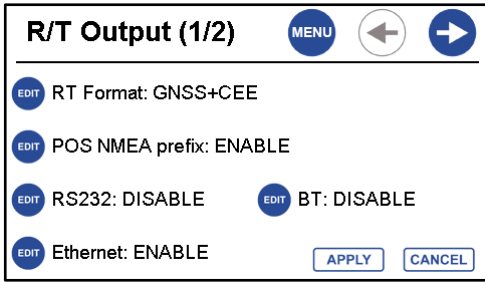 R/T Output (1/2) MENU
EDIT RT Format: GNSS+CEE
EDIT POS NMEA prefix: ENABLE
EDIT RS232: DISABLE EDIT BT: DISABLE
EDIT Ethernet: ENABLE APPLY CANCEL